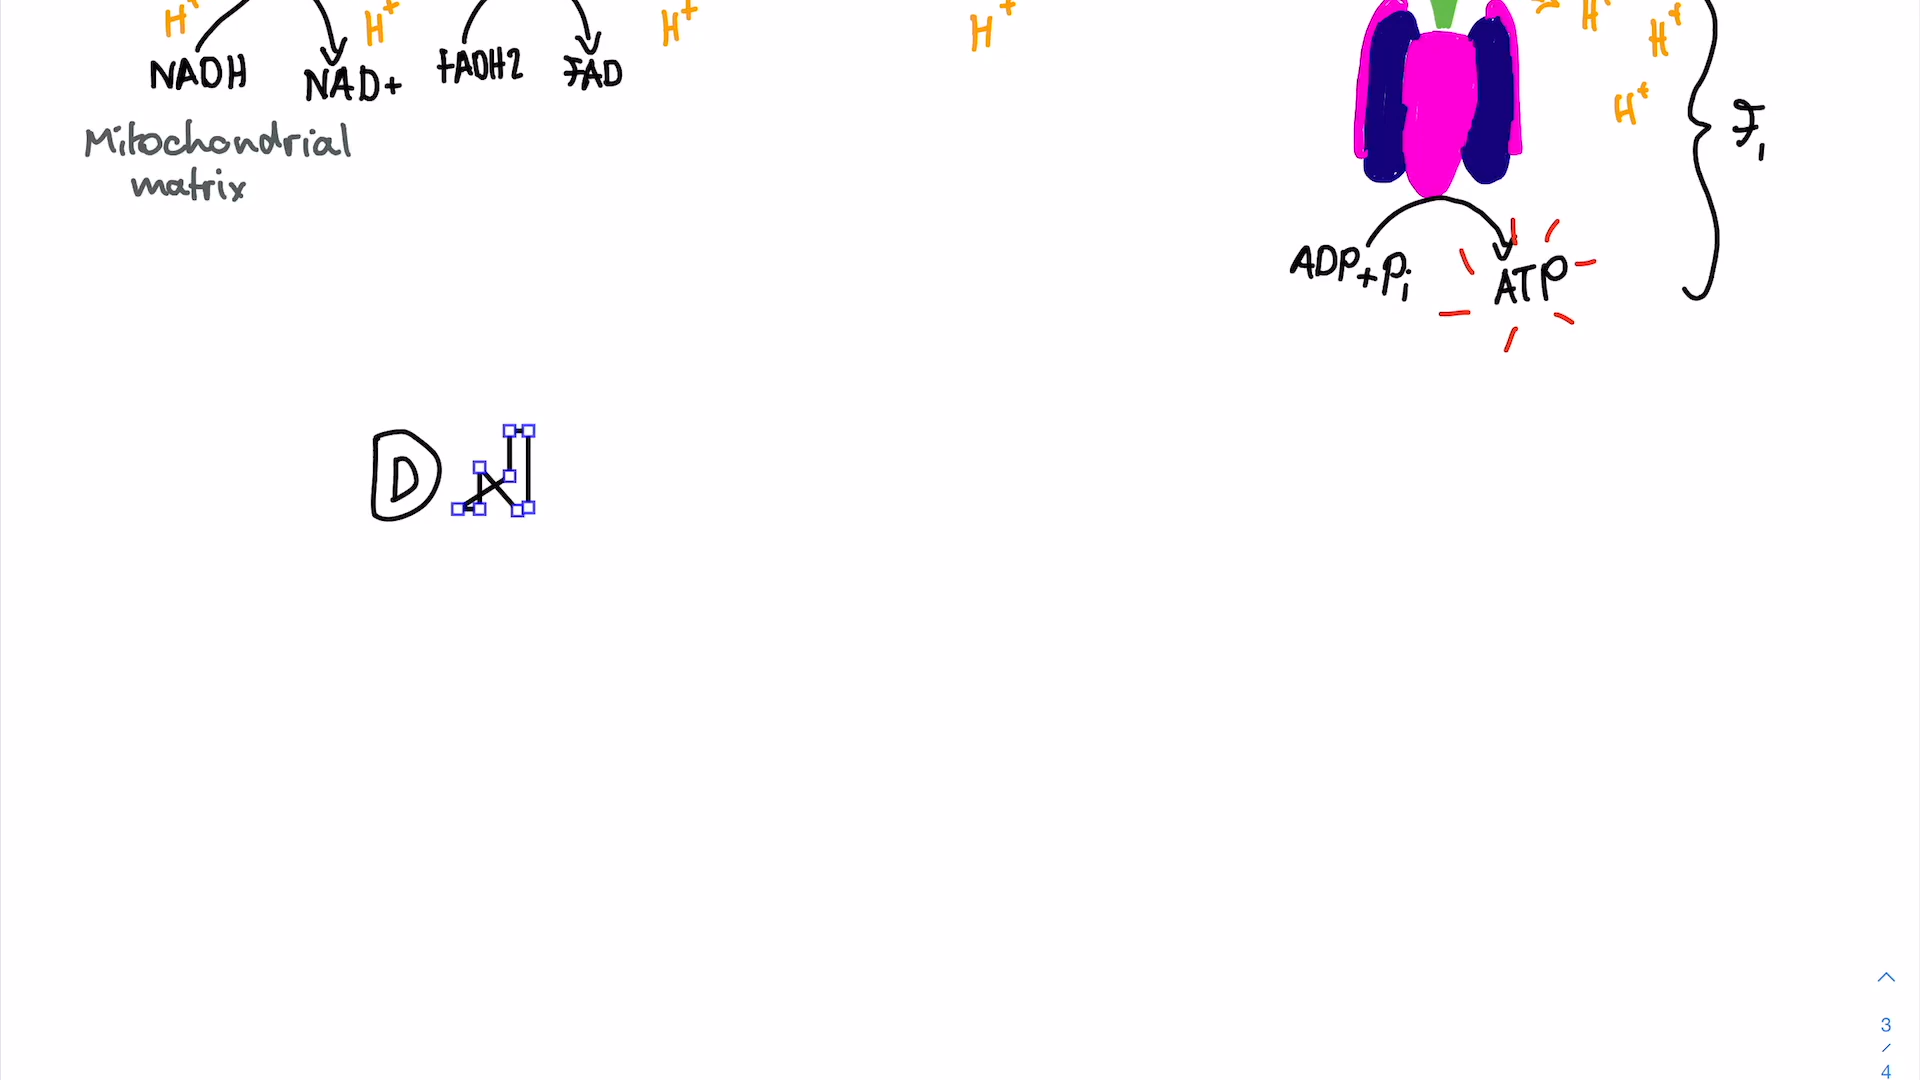 H+ H+ H+ H+ H+ H+
NADH NAD+ FADH2 FAD
H+
F1
Mitochondrial
matrix
ADP+Pi ATP
D
3
/
4